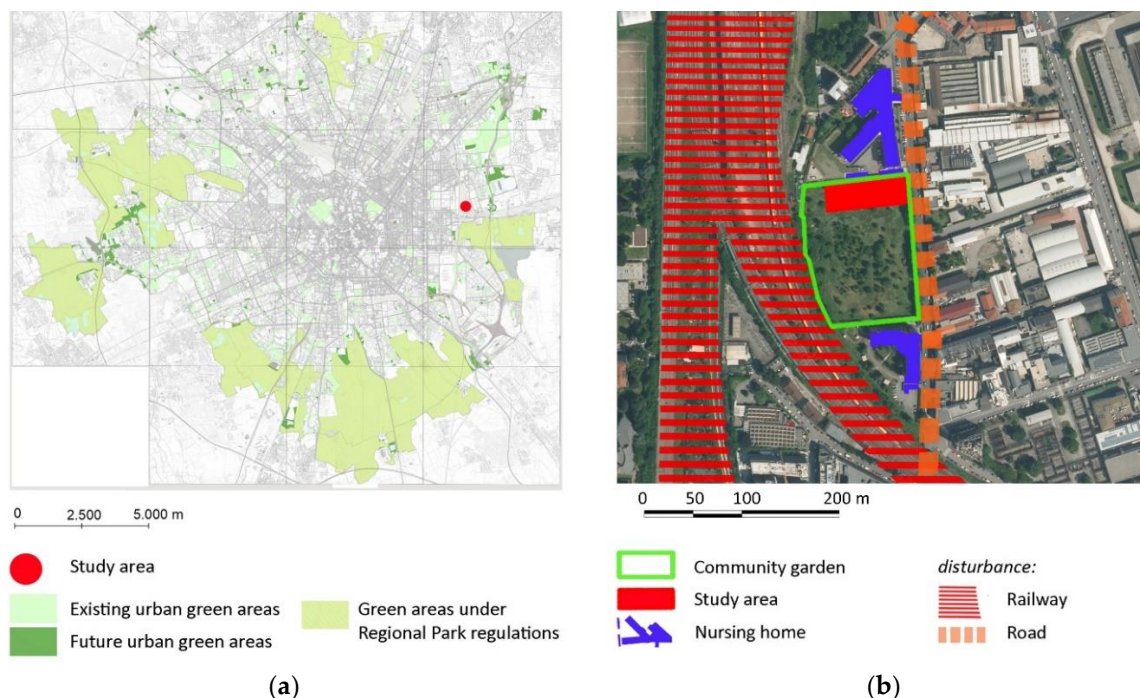 0 2.500 5.000 m
Study area
Existing urban green areas
Future urban green areas
Green areas under
Regional Park regulations
(a)
0 50 100 200 m
Community garden
Study area
Nursing home
disturbance:
Railway
Road
(b)